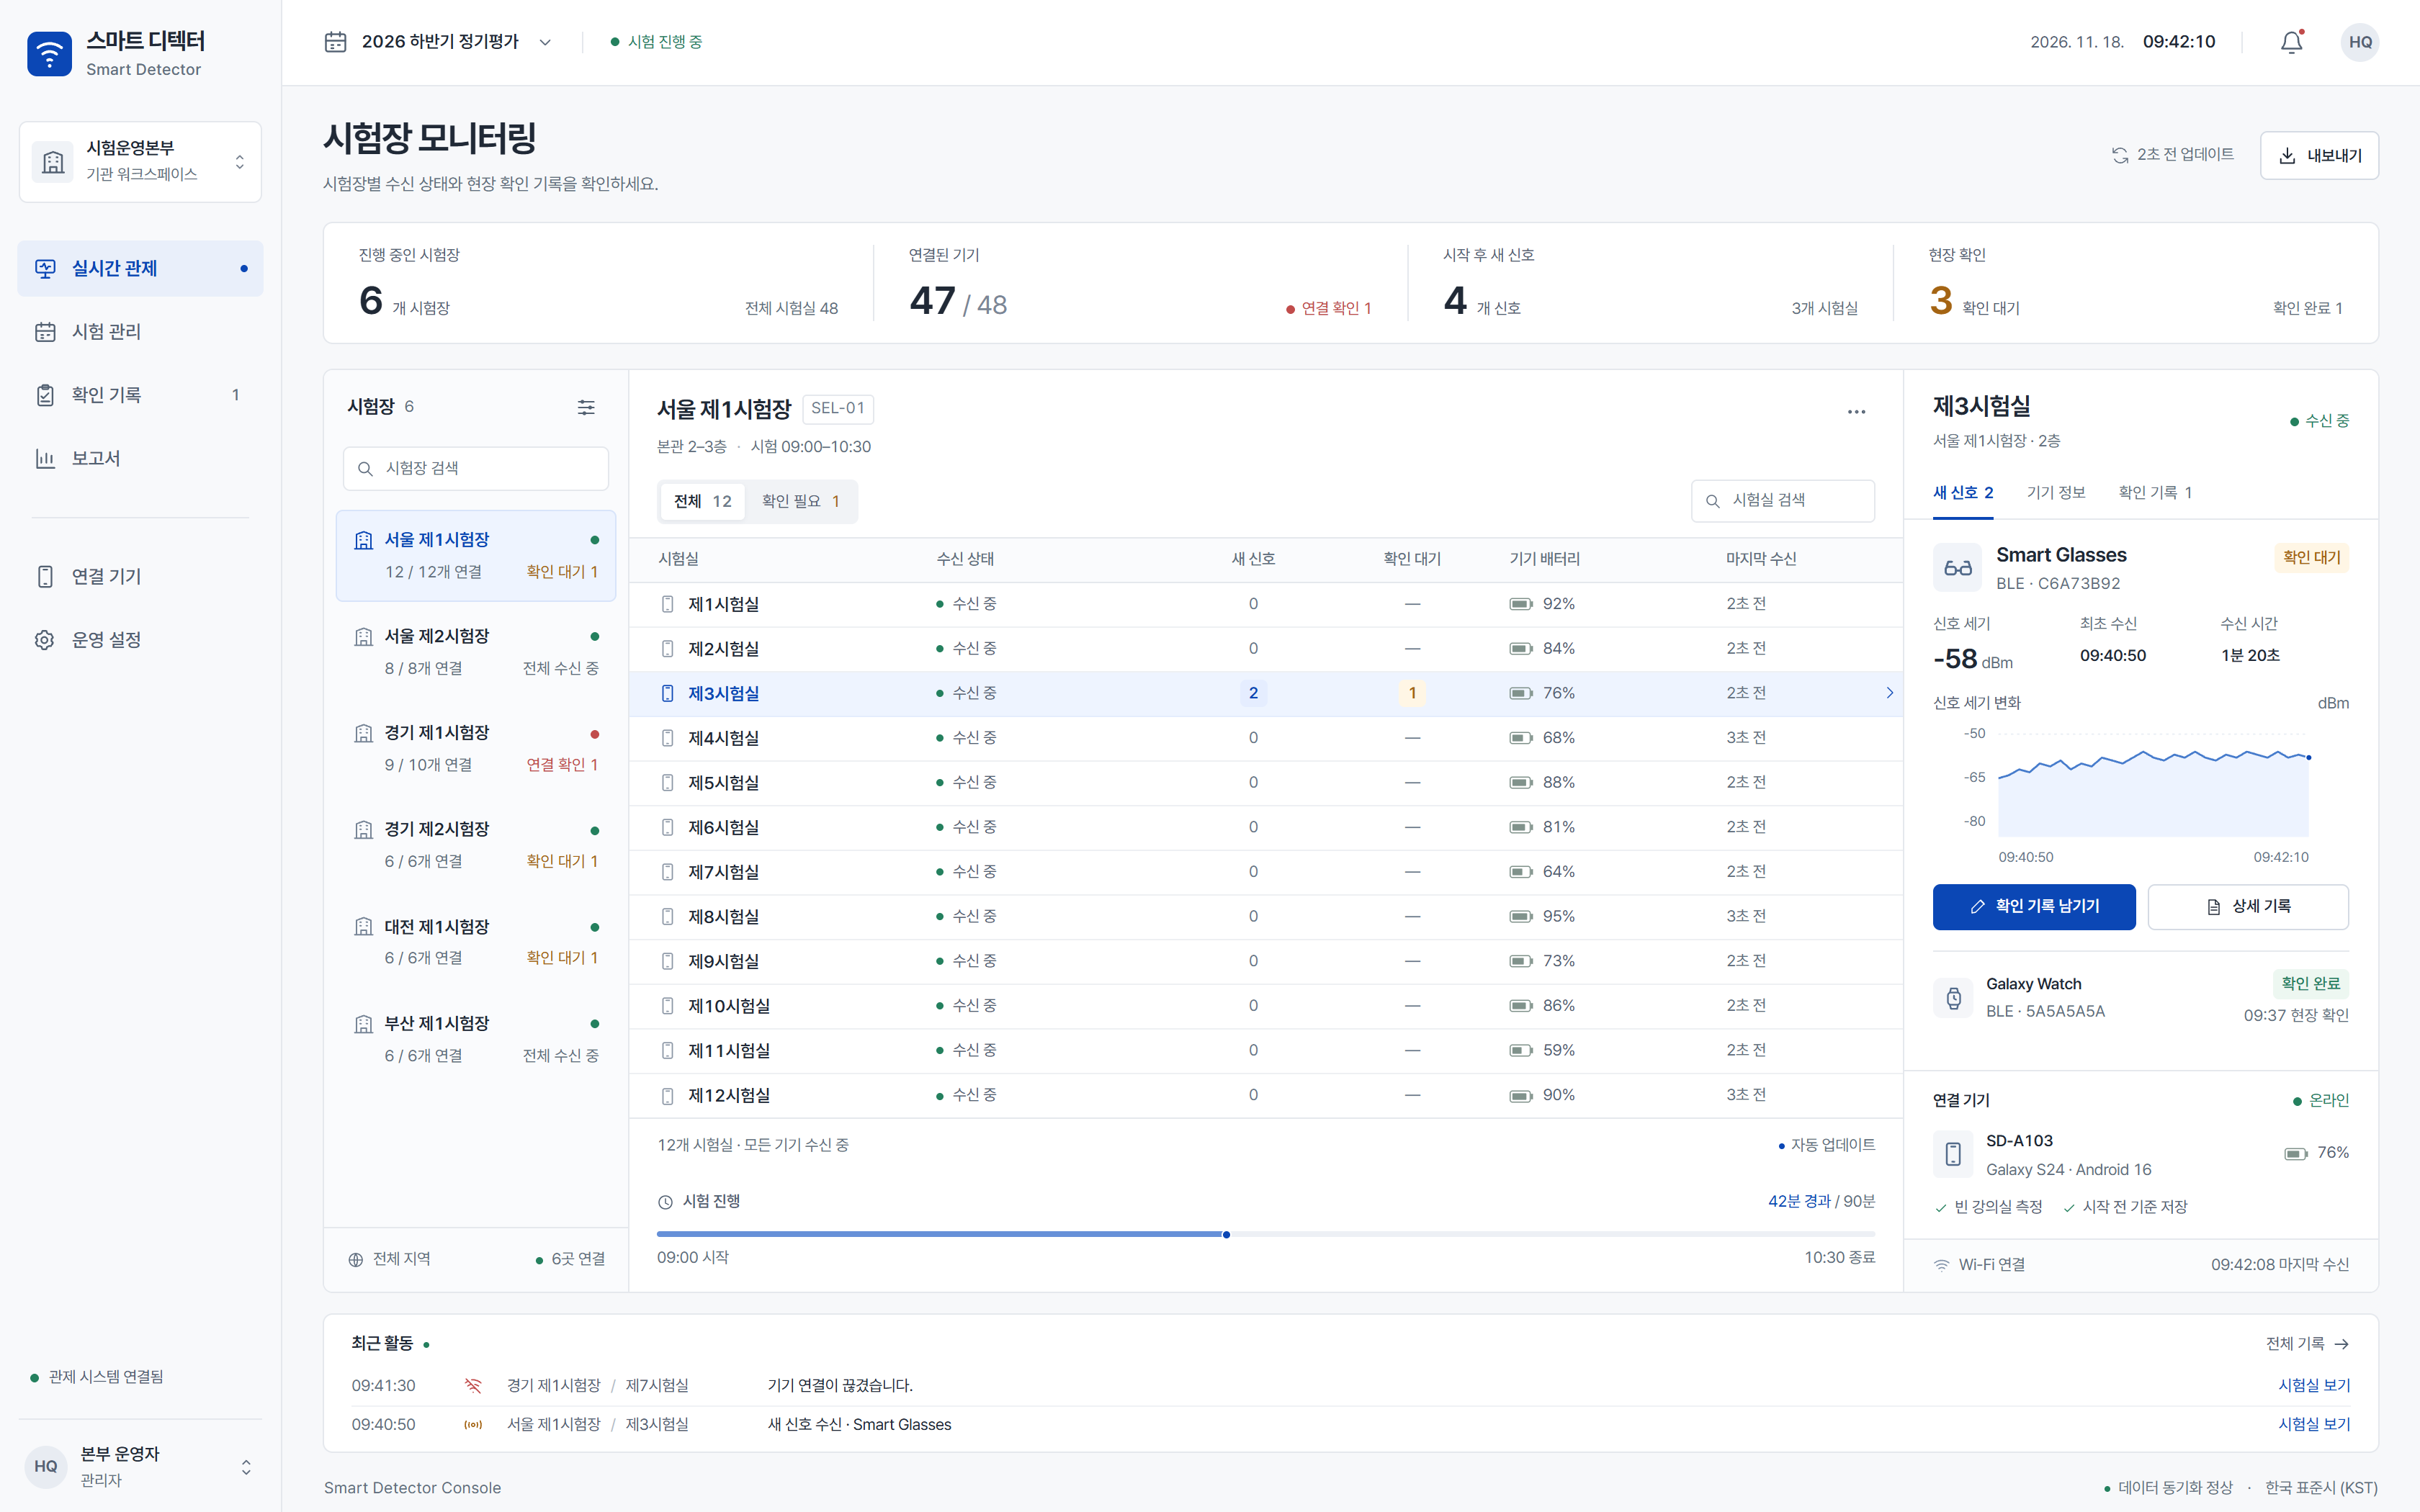 스마트 디텍터
Smart Detector
시험운영본부
기관 워크스페이스
실시간 관제
시험 관리
확인 기록 1
보고서
연결 기기
운영 설정
관제 시스템 연결됨
HQ 본부 운영자
관리자
2026 하반기 정기평가 시험 진행 중
2026. 11. 18. 09:42:10 HQ
시험장 모니터링
시험장별 수신 상태와 현장 확인 기록을 확인하세요.
2초 전 업데이트 내보내기
진행 중인 시험장
6 개 시험장 전체 시험실 48
연결된 기기
47 / 48 연결 확인 1
시작 후 새 신호
4 개 신호 3개 시험실
현장 확인
3 확인 대기 확인 완료 1
시험장 6
시험장 검색
서울 제1시험장
12 / 12개 연결 확인 대기 1
서울 제2시험장
8 / 8개 연결 전체 수신 중
경기 제1시험장
9 / 10개 연결 연결 확인 1
경기 제2시험장
6 / 6개 연결 확인 대기 1
대전 제1시험장
6 / 6개 연결 확인 대기 1
부산 제1시험장
6 / 6개 연결 전체 수신 중
전체 지역 6곳 연결
서울 제1시험장 SEL-01
본관 2–3층 · 시험 09:00–10:30
전체 12 확인 필요 1 시험실 검색
시험실 수신 상태 새 신호 확인 대기 기기 배터리 마지막 수신
제1시험실 수신 중 0 — 92% 2초 전
제2시험실 수신 중 0 — 84% 2초 전
제3시험실 수신 중 2 1 76% 2초 전
제4시험실 수신 중 0 — 68% 3초 전
제5시험실 수신 중 0 — 88% 2초 전
제6시험실 수신 중 0 — 81% 2초 전
제7시험실 수신 중 0 — 64% 2초 전
제8시험실 수신 중 0 — 95% 3초 전
제9시험실 수신 중 0 — 73% 2초 전
제10시험실 수신 중 0 — 86% 2초 전
제11시험실 수신 중 0 — 59% 2초 전
제12시험실 수신 중 0 — 90% 3초 전
12개 시험실 · 모든 기기 수신 중 자동 업데이트
시험 진행 42분 경과 / 90분
09:00 시작 10:30 종료
제3시험실
서울 제1시험장 · 2층 수신 중
새 신호 2 기기 정보 확인 기록 1
Smart Glasses 확인 대기
BLE · C6A73B92
신호 세기 최초 수신 수신 시간
-58 dBm 09:40:50 1분 20초
신호 세기 변화 dBm
-50
-65
-80
09:40:50 09:42:10
확인 기록 남기기 상세 기록
Galaxy Watch 확인 완료
BLE · 5A5A5A5A 09:37 현장 확인
연결 기기 온라인
SD-A103 76%
Galaxy S24 · Android 16
빈 강의실 측정 시작 전 기준 저장
Wi-Fi 연결 09:42:08 마지막 수신
최근 활동 전체 기록
09:41:30 경기 제1시험장 / 제7시험실 기기 연결이 끊겼습니다. 시험실 보기
09:40:50 서울 제1시험장 / 제3시험실 새 신호 수신 · Smart Glasses 시험실 보기
Smart Detector Console 데이터 동기화 정상 · 한국 표준시 (KST)